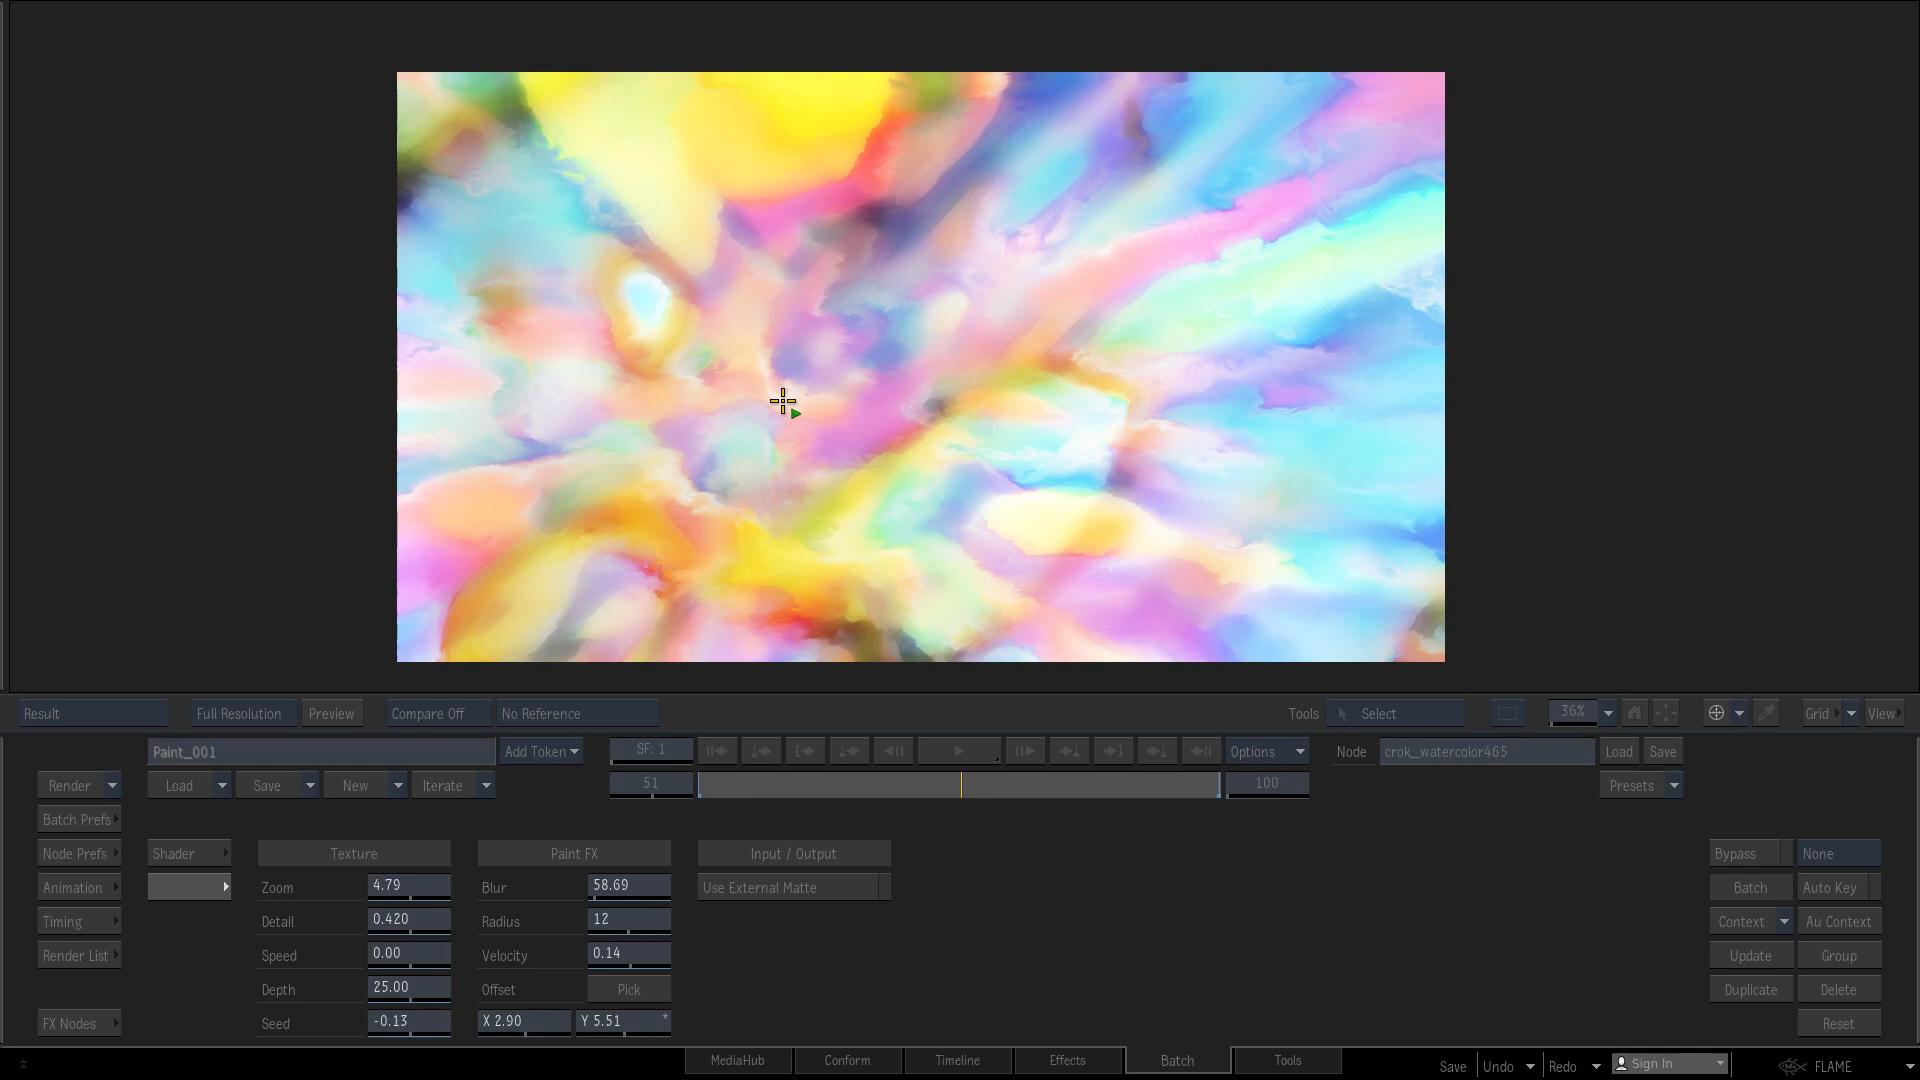 Result Full Resolution Preview Compare Off No Reference Tools Select 36% Grid View
Paint_001 Add Token SF: 1 Options Node crok_watercolor465 Load Save
Render Load Save New Iterate 51 100 Presets
Batch Prefs
Node Prefs Shader Texture Paint FX Input / Output Bypass None
Animation Zoom 4.79 Blur 58.69 Use External Matte Batch Auto Key
Timing Detail 0.420 Radius 12 Context Au Context
Render List Speed 0.00 Velocity 0.14 Update Group
Depth 25.00 Offset Pick Duplicate Delete
FX Nodes Seed -0.13 X 2.90 Y 5.51 * Reset
MediaHub Conform Timeline Effects Batch Tools Save Undo Redo Sign In FLAME